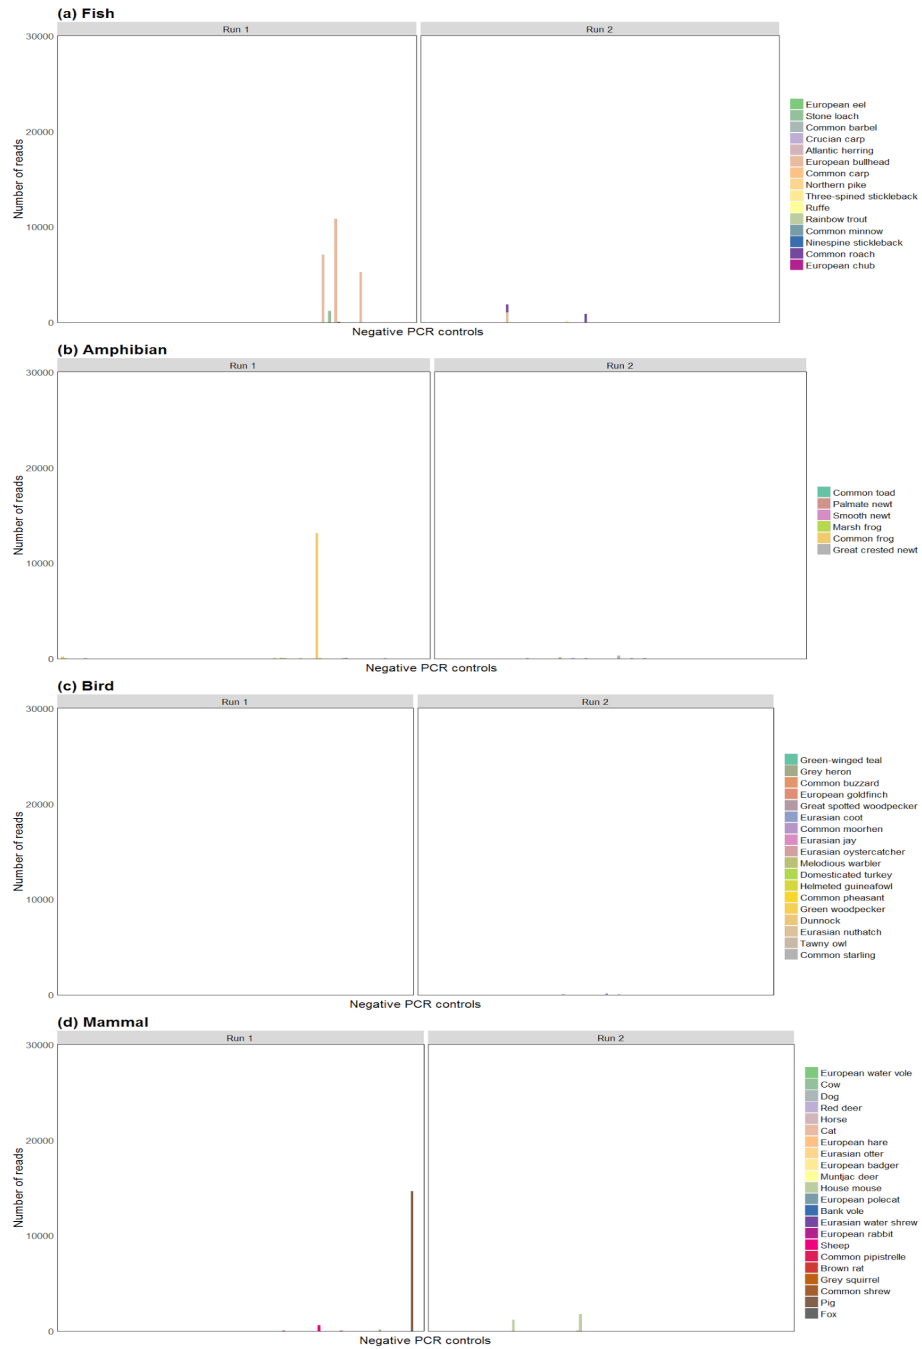 (a) Fish
Run 1
Run 2
30000
20000
10000
0
Number of reads
Negative PCR controls
European eel
Stone loach
Common barbel
Crucian carp
Atlantic herring
European bullhead
Common carp
Northern pike
Three-spined stickleback
Ruffe
Rainbow trout
Common minnow
Ninespine stickleback
Common roach
European chub
(b) Amphibian
Run 1
Run 2
30000
20000
10000
0
Number of reads
Negative PCR controls
Common toad
Palmate newt
Smooth newt
Marsh frog
Common frog
Great crested newt
(c) Bird
Run 1
Run 2
30000
20000
10000
0
Number of reads
Negative PCR controls
Green-winged teal
Grey heron
Common buzzard
European goldfinch
Great spotted woodpecker
Eurasian coot
Common moorhen
Eurasian jay
Eurasian oystercatcher
Melodious warbler
Domesticated turkey
Helmeted guineafowl
Common pheasant
Green woodpecker
Dunnock
Eurasian nuthatch
Tawny owl
Common starling
(d) Mammal
Run 1
Run 2
30000
20000
10000
0
Number of reads
Negative PCR controls
European water vole
Cow
Dog
Red deer
Horse
Cat
European hare
Eurasian otter
European badger
Muntjac deer
House mouse
European polecat
Bank vole
Eurasian water shrew
European rabbit
Sheep
Common pipistrelle
Brown rat
Grey squirrel
Common shrew
Pig
Fox